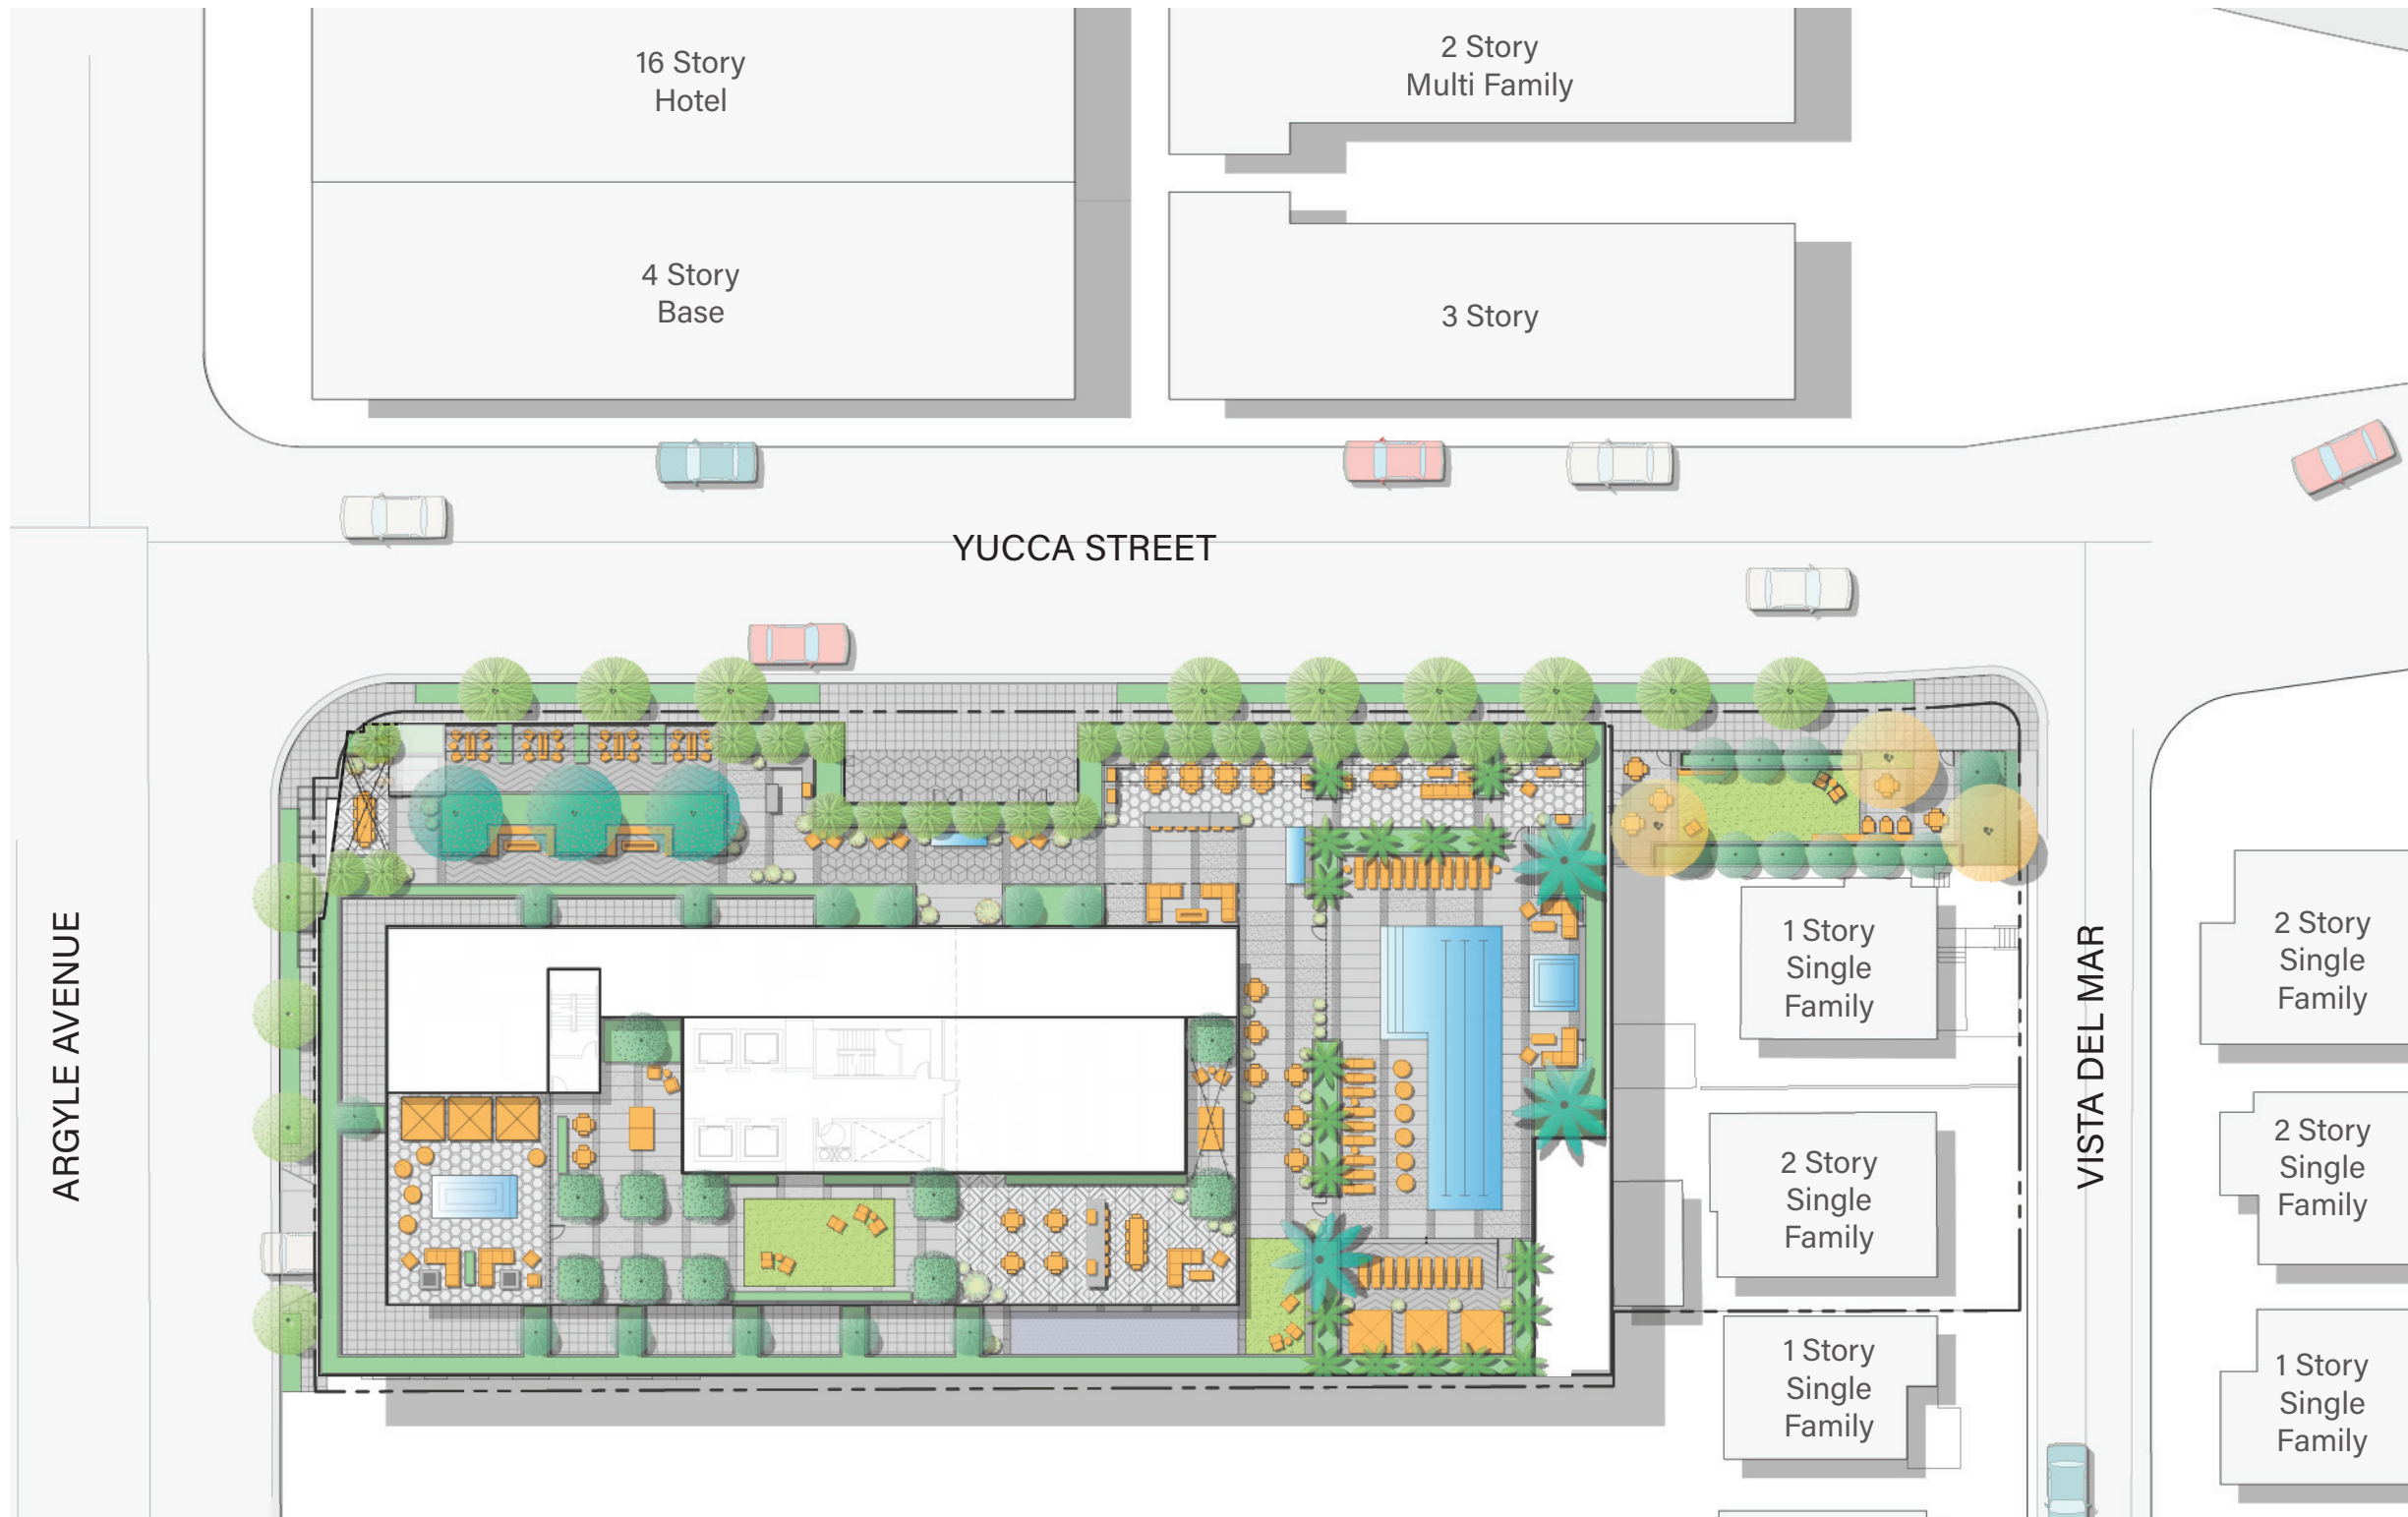 16 Story
Hotel
2 Story
Multi Family
4 Story
Base
3 Story
YUCCA STREET
ARGYLE AVENUE
1 Story
Single
Family
VISTA DEL MAR
2 Story
Single
Family
2 Story
Single
Family
2 Story
Single
Family
1 Story
Single
Family
1 Story
Single
Family